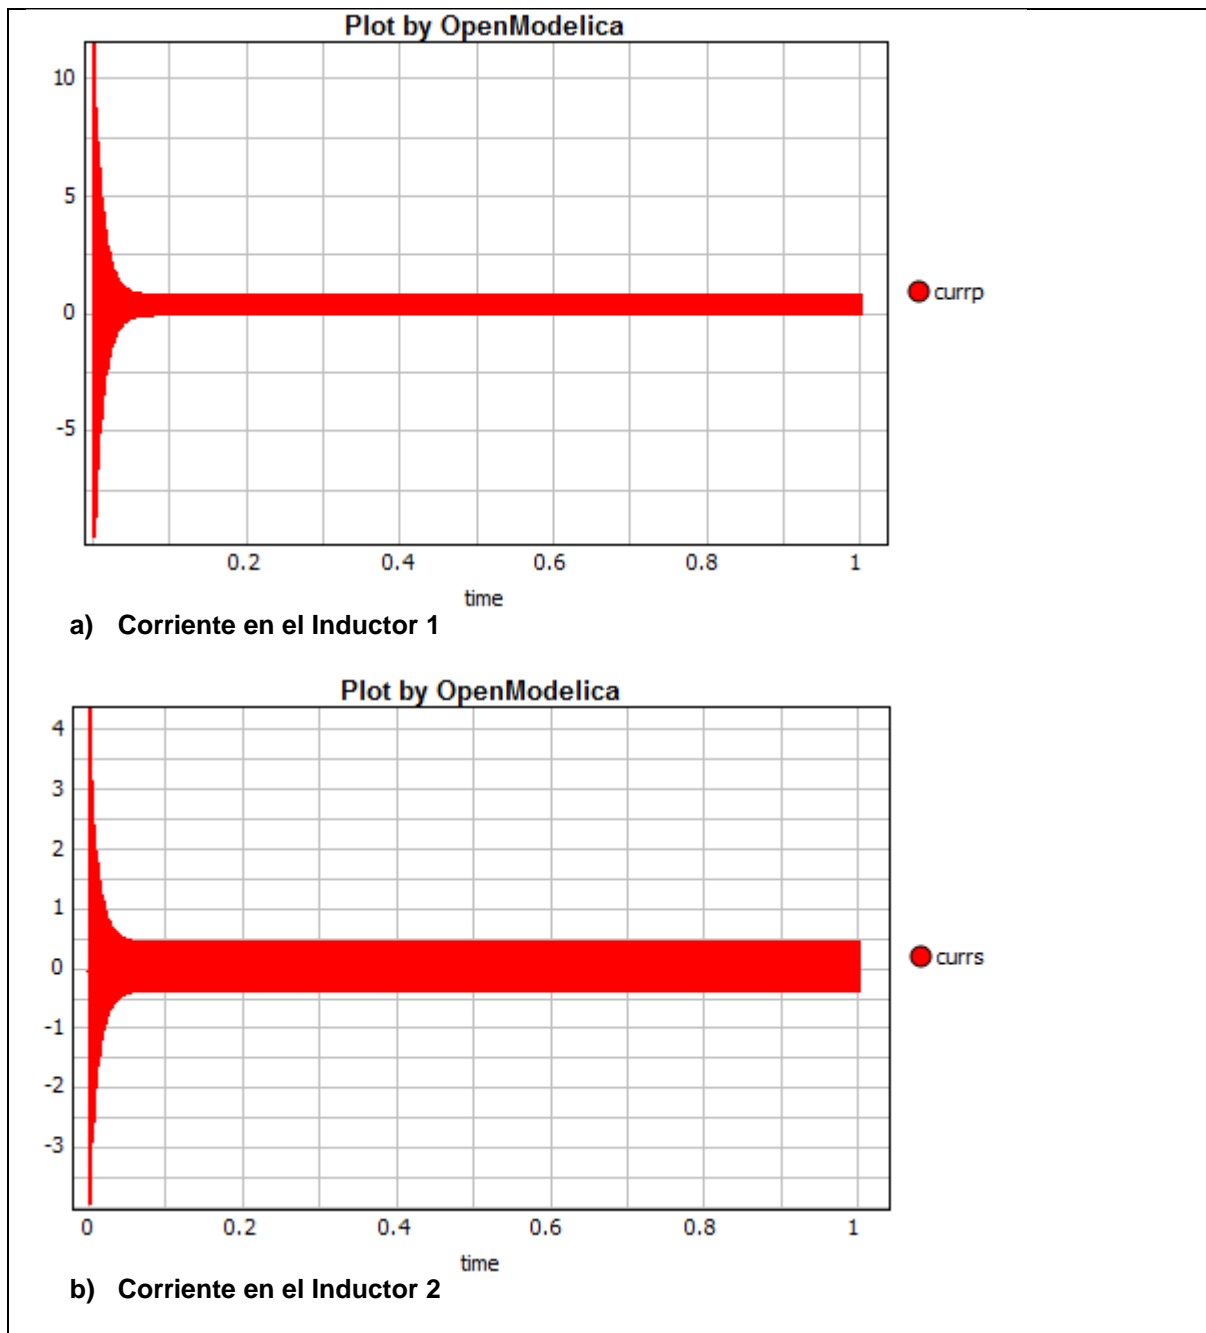 Plot by OpenModelica
10
5
0
-5
currp
0.2 0.4 0.6 0.8 1
time
a) Corriente en el Inductor 1
Plot by OpenModelica
4
3
2
1
0
-1
-2
-3
currs
0 0.2 0.4 0.6 0.8 1
time
b) Corriente en el Inductor 2